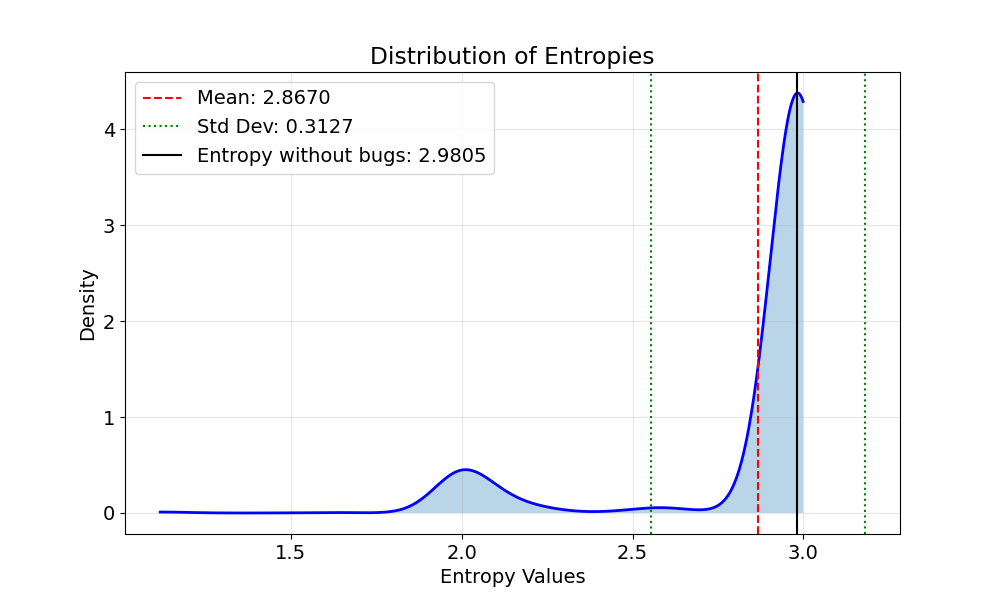 Distribution of Entropies
Mean: 2.8670
Std Dev: 0.3127
Entropy without bugs: 2.9805
Density
4
3
2
1
0
1.5 2.0 2.5 3.0
Entropy Values